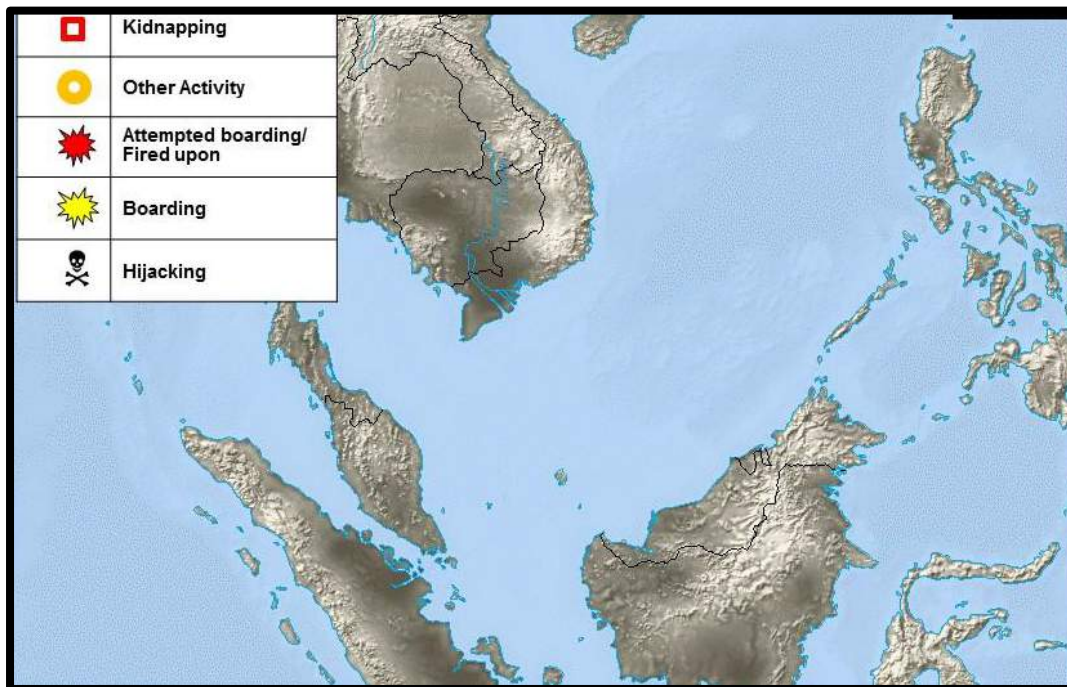 Kidnapping
Other Activity
Attempted boarding/
Fired upon
Boarding
Hijacking